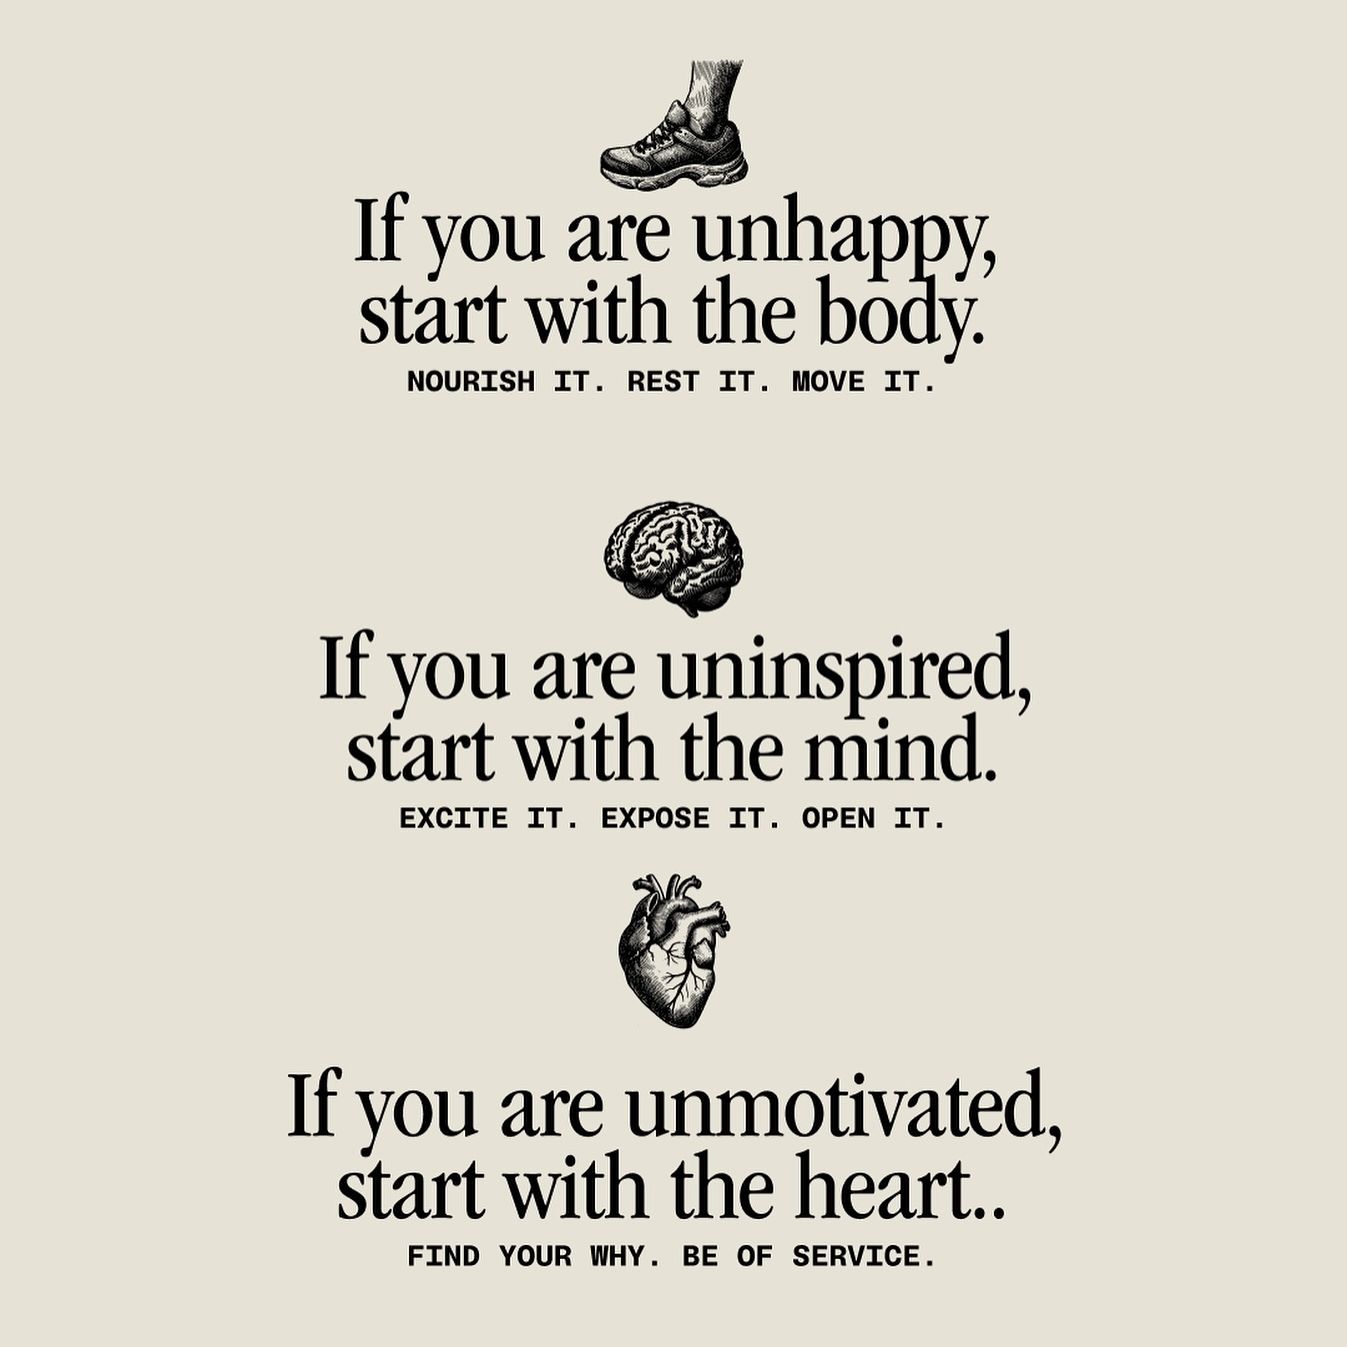 If you are unhappy,
start with the body.
NOURISH IT. REST IT. MOVE IT.
If you are uninspired,
start with the mind.
EXCITE IT. EXPOSE IT. OPEN IT.
If you are unmotivated,
start with the heart..
FIND YOUR WHY. BE OF SERVICE.